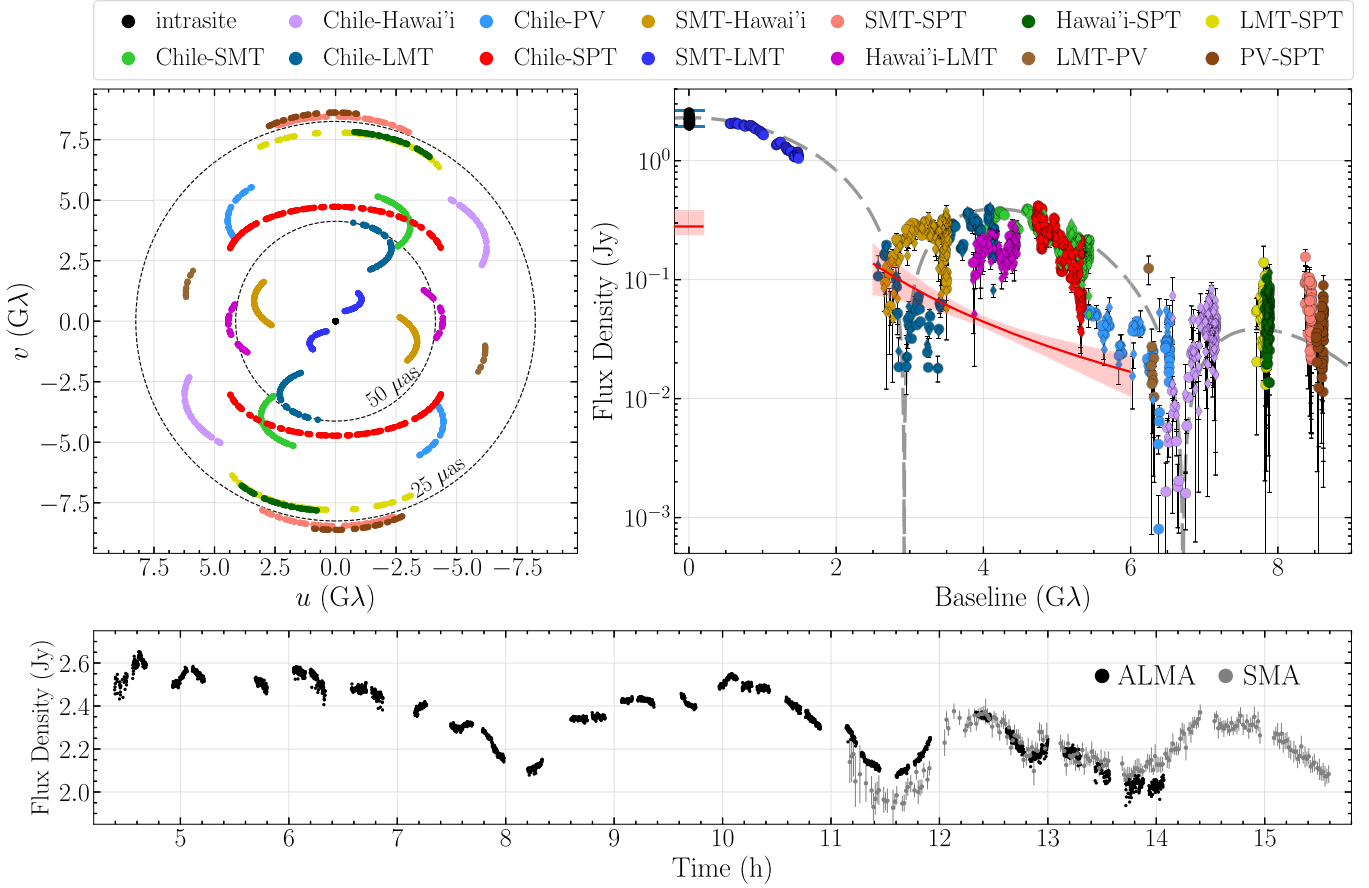 intrasite Chile-Hawai'i Chile-PV SMT-Hawai'i SMT-SPT Hawai'i-SPT LMT-SPT
Chile-SMT Chile-LMT Chile-SPT SMT-LMT Hawai'i-LMT LMT-PV PV-SPT
v (Gλ)
7.5
5.0
2.5
0.0
−2.5
−5.0
−7.5
50 μas
25 μas
7.5 5.0 2.5 0.0 −2.5 −5.0 −7.5
u (Gλ)
Flux Density (Jy)
10⁰
10⁻¹
10⁻²
10⁻³
0 2 4 6 8
Baseline (Gλ)
Flux Density (Jy)
2.6
2.4
2.2
2.0
ALMA SMA
5 6 7 8 9 10 11 12 13 14 15
Time (h)